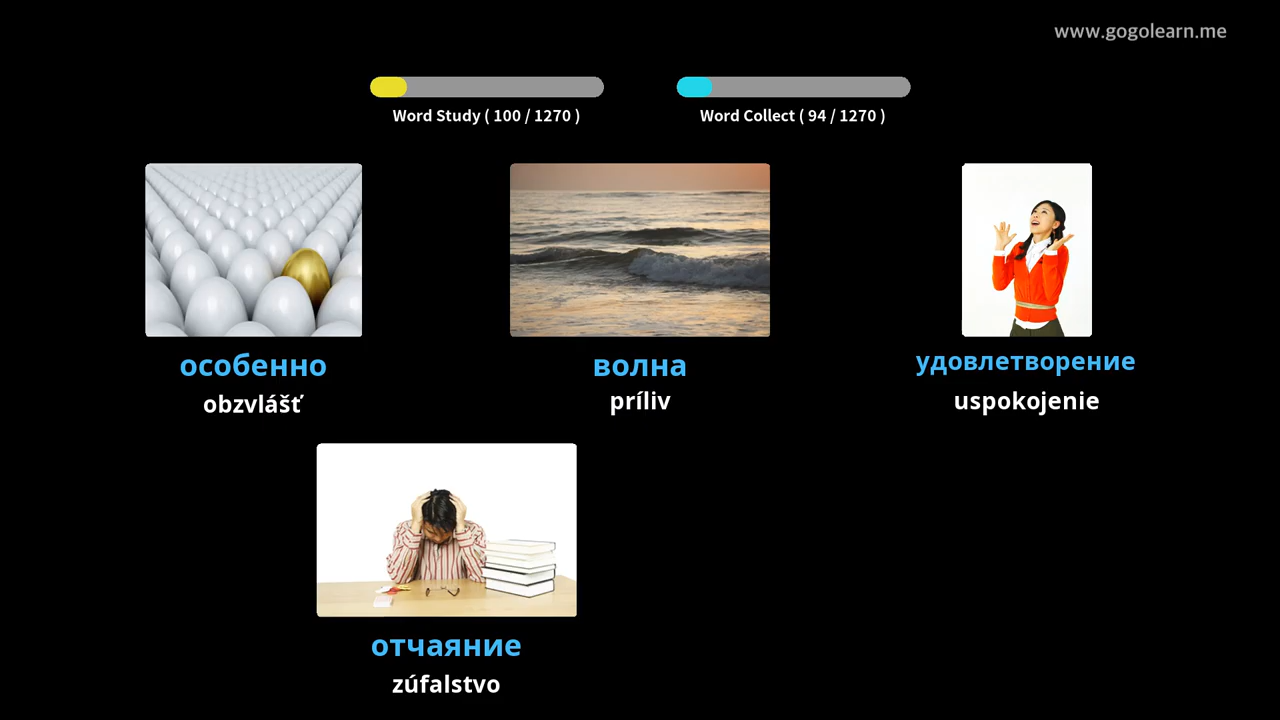 www.gogolearn.me
Word Study ( 100 / 1270 )
Word Collect ( 94 / 1270 )
особенно
obzvlášť
волна
príliv
удовлетворение
uspokojenie
отчаяние
zúfalstvo